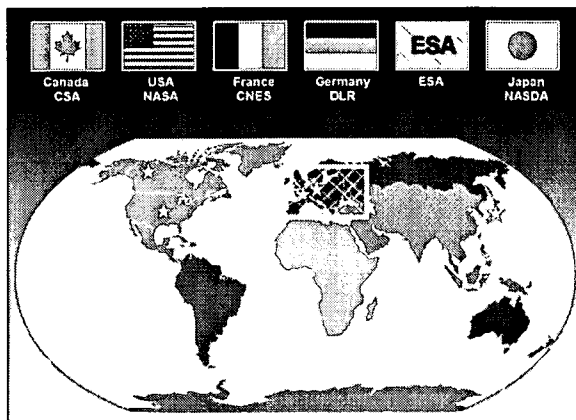 Canada
CSA
USA
NASA
France
CNES
Germany
DLR
ESA
ESA
Japan
NASDA